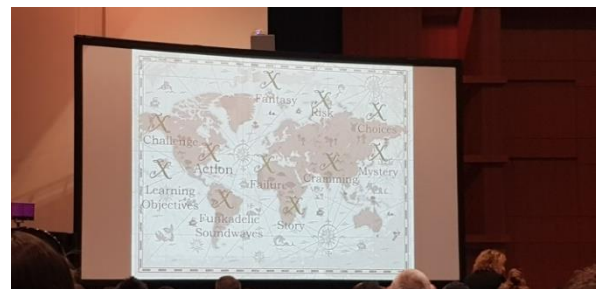 X
Fantasy
X
Risk
X
Choices
X
Challenge
X
Action
X
Mystery
X
Learning
Objectives
X
Failure
X
Cramming
X
Funkadelic
Soundwaves
X
Story